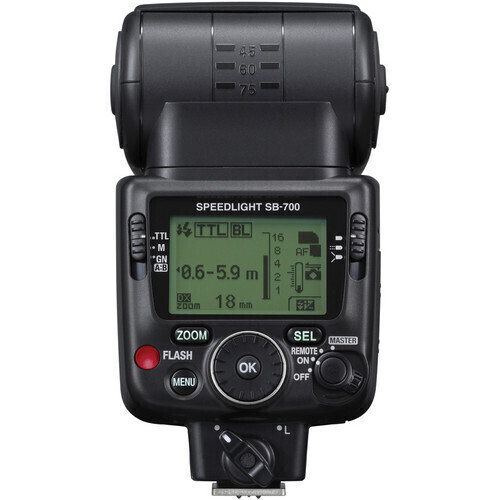 45
60
75
SPEEDLIGHT SB-700
TTL
M
GN
A:B
TTL BL
16
8
4
2
1
AF
0.6-5.9 m
DX
zoom
18 mm
ZOOM
SEL
FLASH
OK
MENU
REMOTE
MASTER
ON
OFF
L